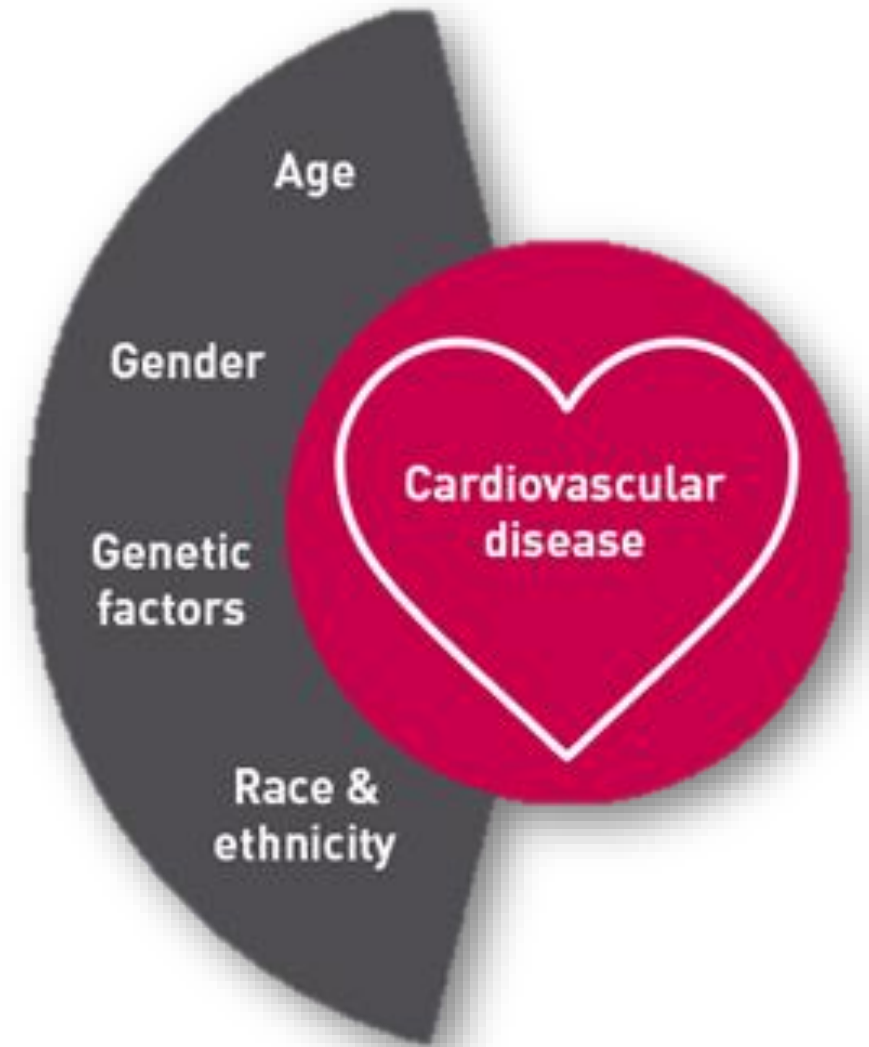 Age
Gender
Genetic
factors
Race &
ethnicity
Cardiovascular
disease